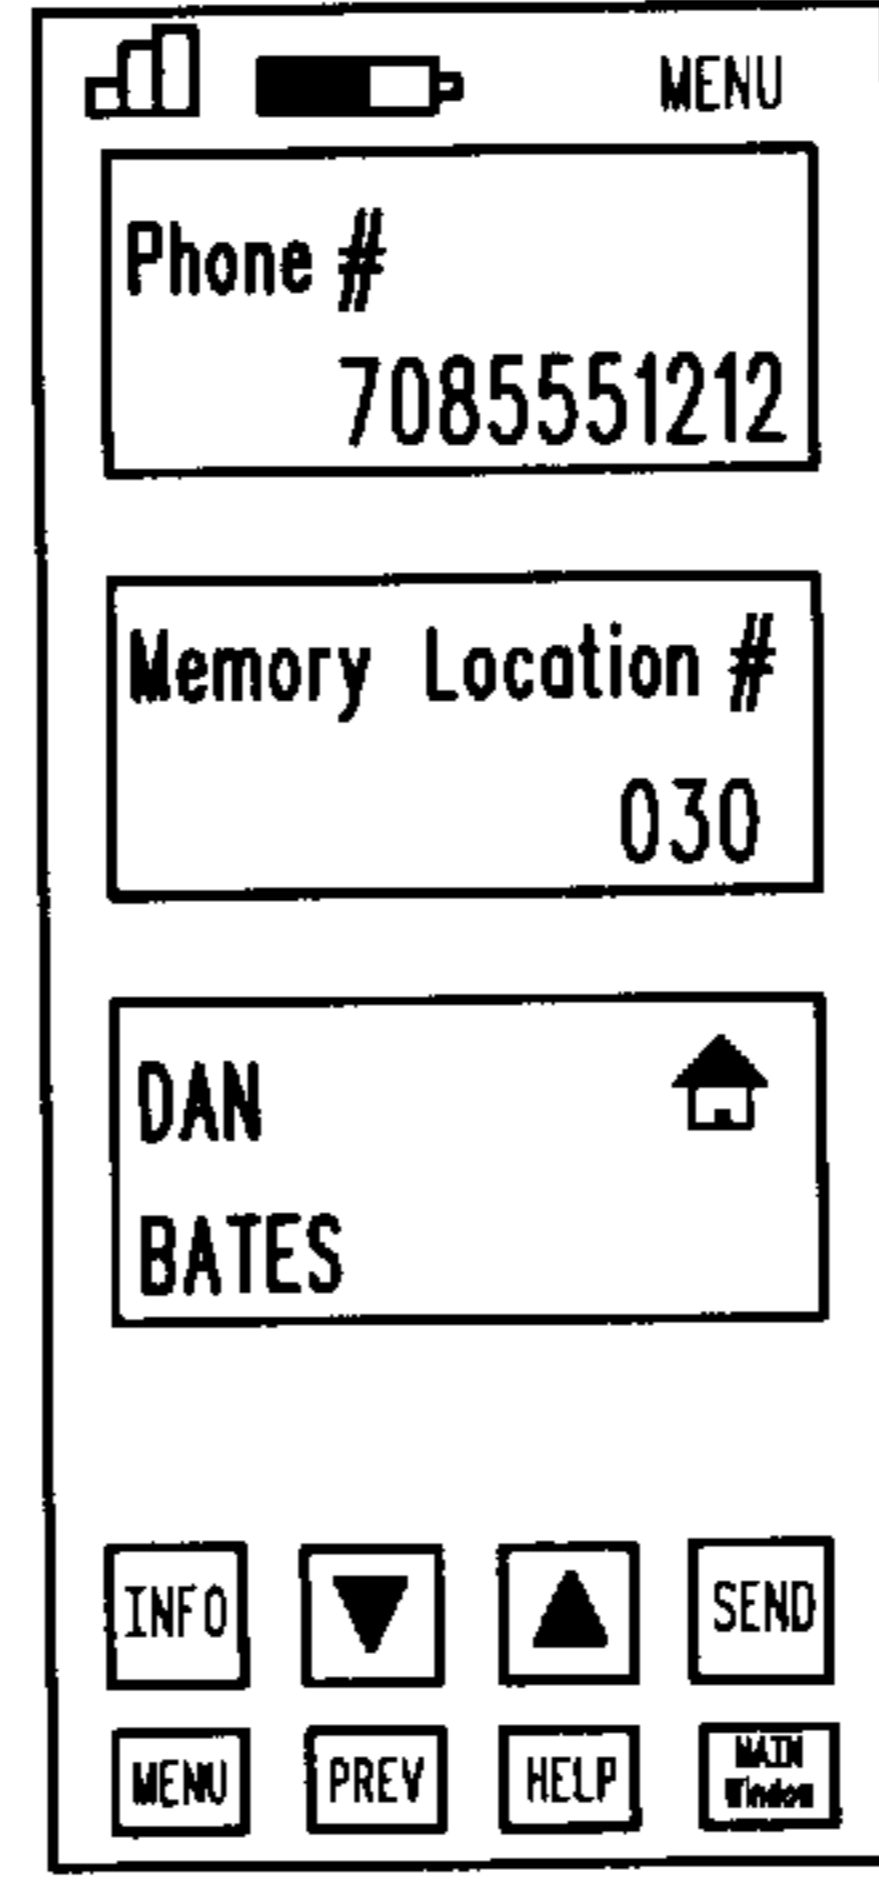 MENU
Phone #
7085551212
Memory Location #
030
DAN
BATES
INFO
SEND
MENU
PREV
HELP
MAIN
Window